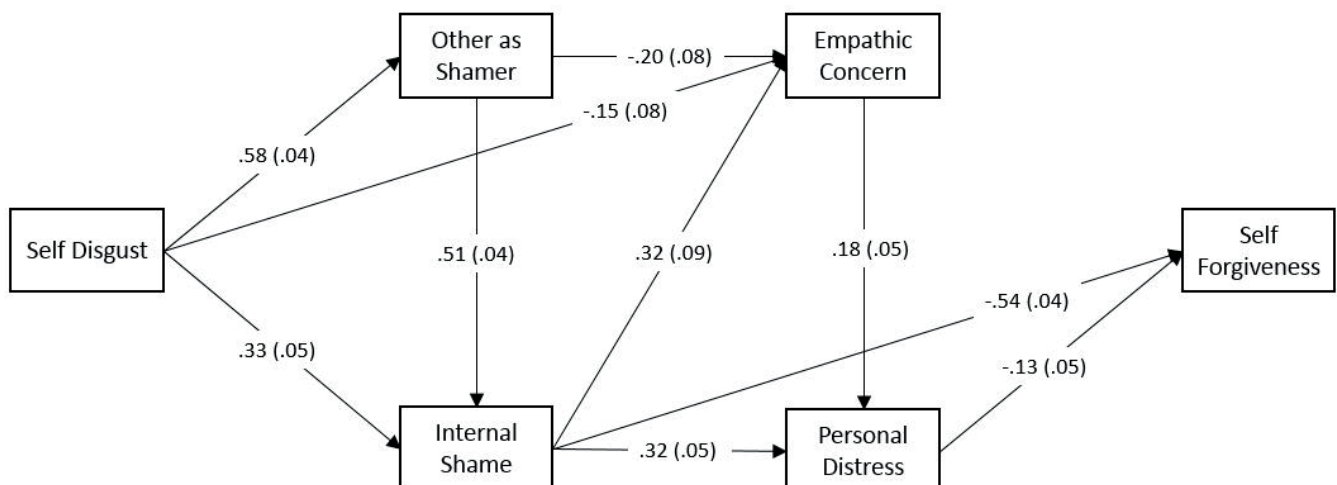 Other as
Shamer
-.20 (.08)
Empathic
Concern
-.15 (.08)
.58 (.04)
Self Disgust
.51 (.04)
.32 (.09)
.18 (.05)
Self
Forgiveness
-.54 (.04)
.33 (.05)
-.13 (.05)
Internal
Shame
.32 (.05)
Personal
Distress